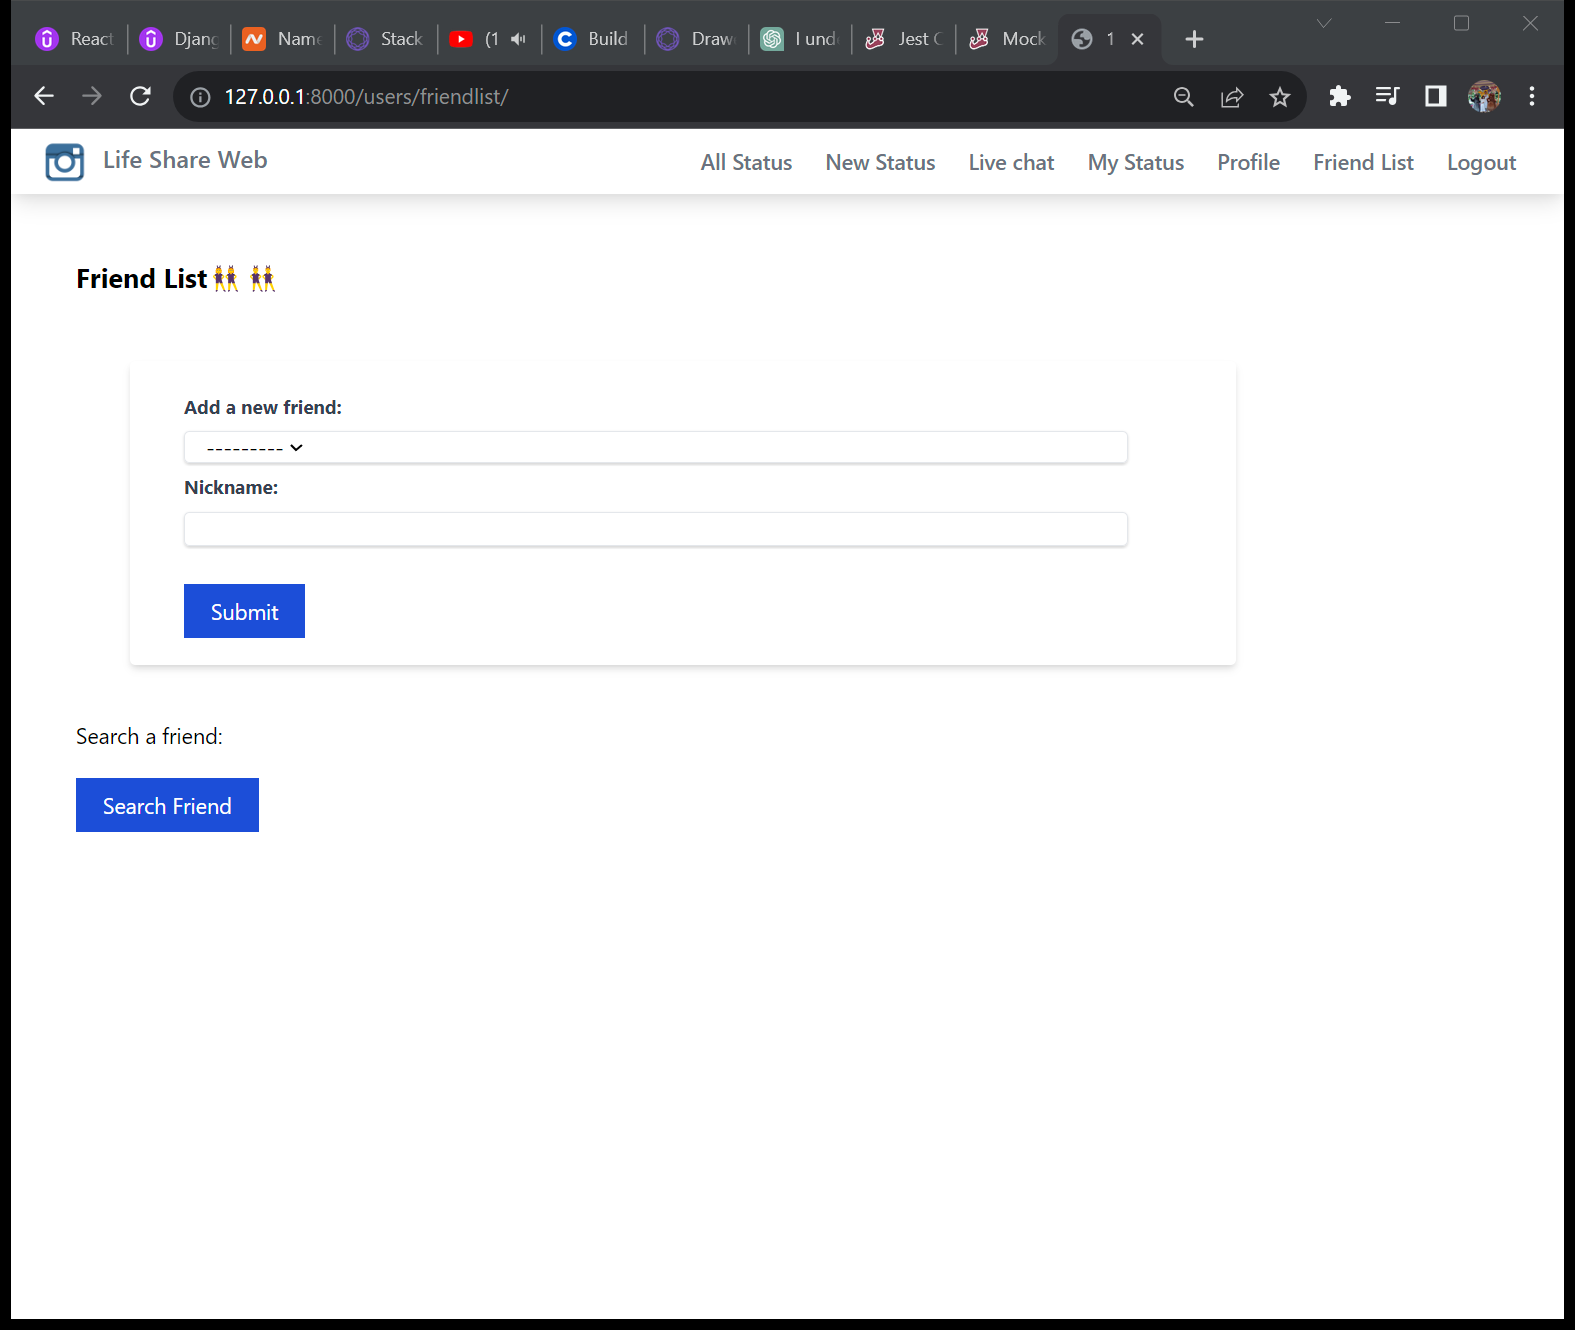 React Djang Name Stack (1 Build Draw I und Jest C Mock 1
127.0.0.1:8000/users/friendlist/
Life Share Web All Status New Status Live chat My Status Profile Friend List Logout
Friend List👯👯
Add a new friend:
---------
Nickname:
Submit
Search a friend:
Search Friend